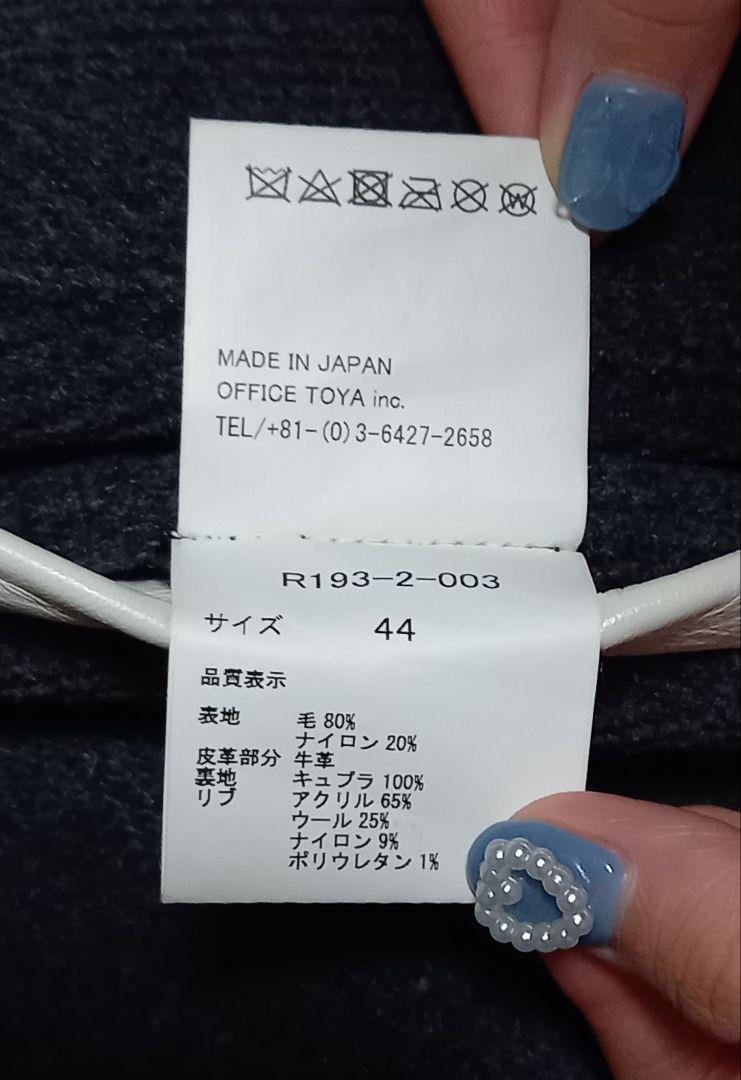 MADE IN JAPAN
OFFICE TOYA inc.
TEL/+81-(0)3-6427-2658
R193-2-003
サイズ 44
品質表示
表地 毛 80%
ナイロン 20%
皮革部分 牛革
裏地 キュプラ 100%
リブ アクリル 65%
ウール 25%
ナイロン 9%
ポリウレタン 1%